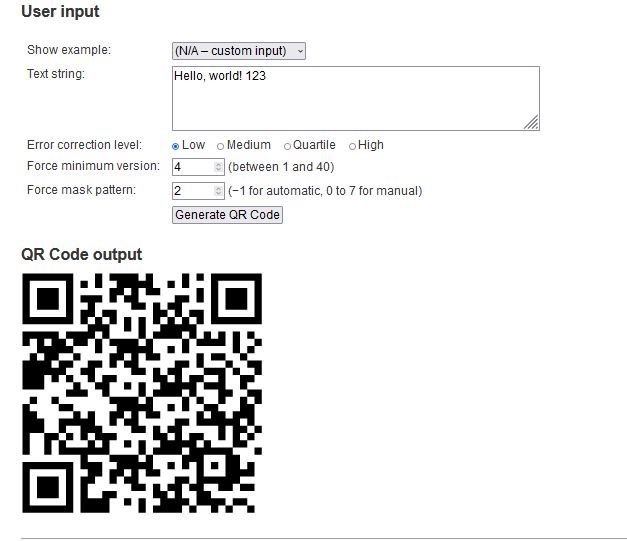 User input
Show example: (N/A – custom input)
Text string: Hello, world! 123
Error correction level: Low Medium Quartile High
Force minimum version: 4 (between 1 and 40)
Force mask pattern: 2 (−1 for automatic, 0 to 7 for manual)
Generate QR Code
QR Code output